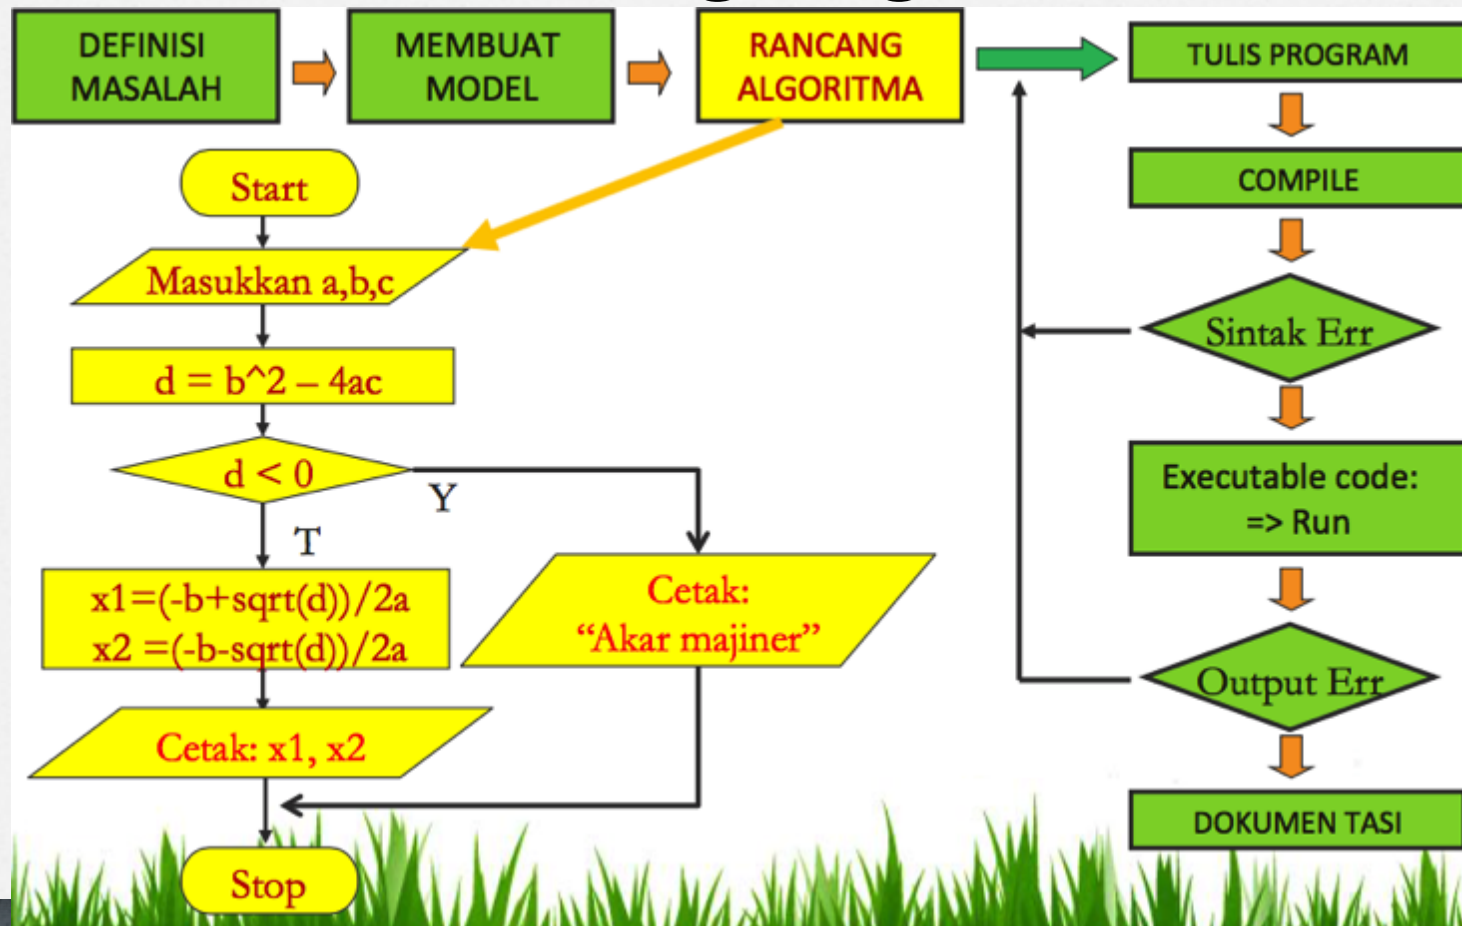 DEFINISI
MASALAH
MEMBUAT
MODEL
RANCANG
ALGORITMA
TULIS PROGRAM
COMPILE
Sintak Err
Executable code:
=> Run
Output Err
DOKUMEN TASI
Start
Masukkan a,b,c
d = b^2 – 4ac
d < 0
Y
T
x1=(-b+sqrt(d))/2a
x2 =(-b-sqrt(d))/2a
Cetak:
“Akar majiner”
Cetak: x1, x2
Stop